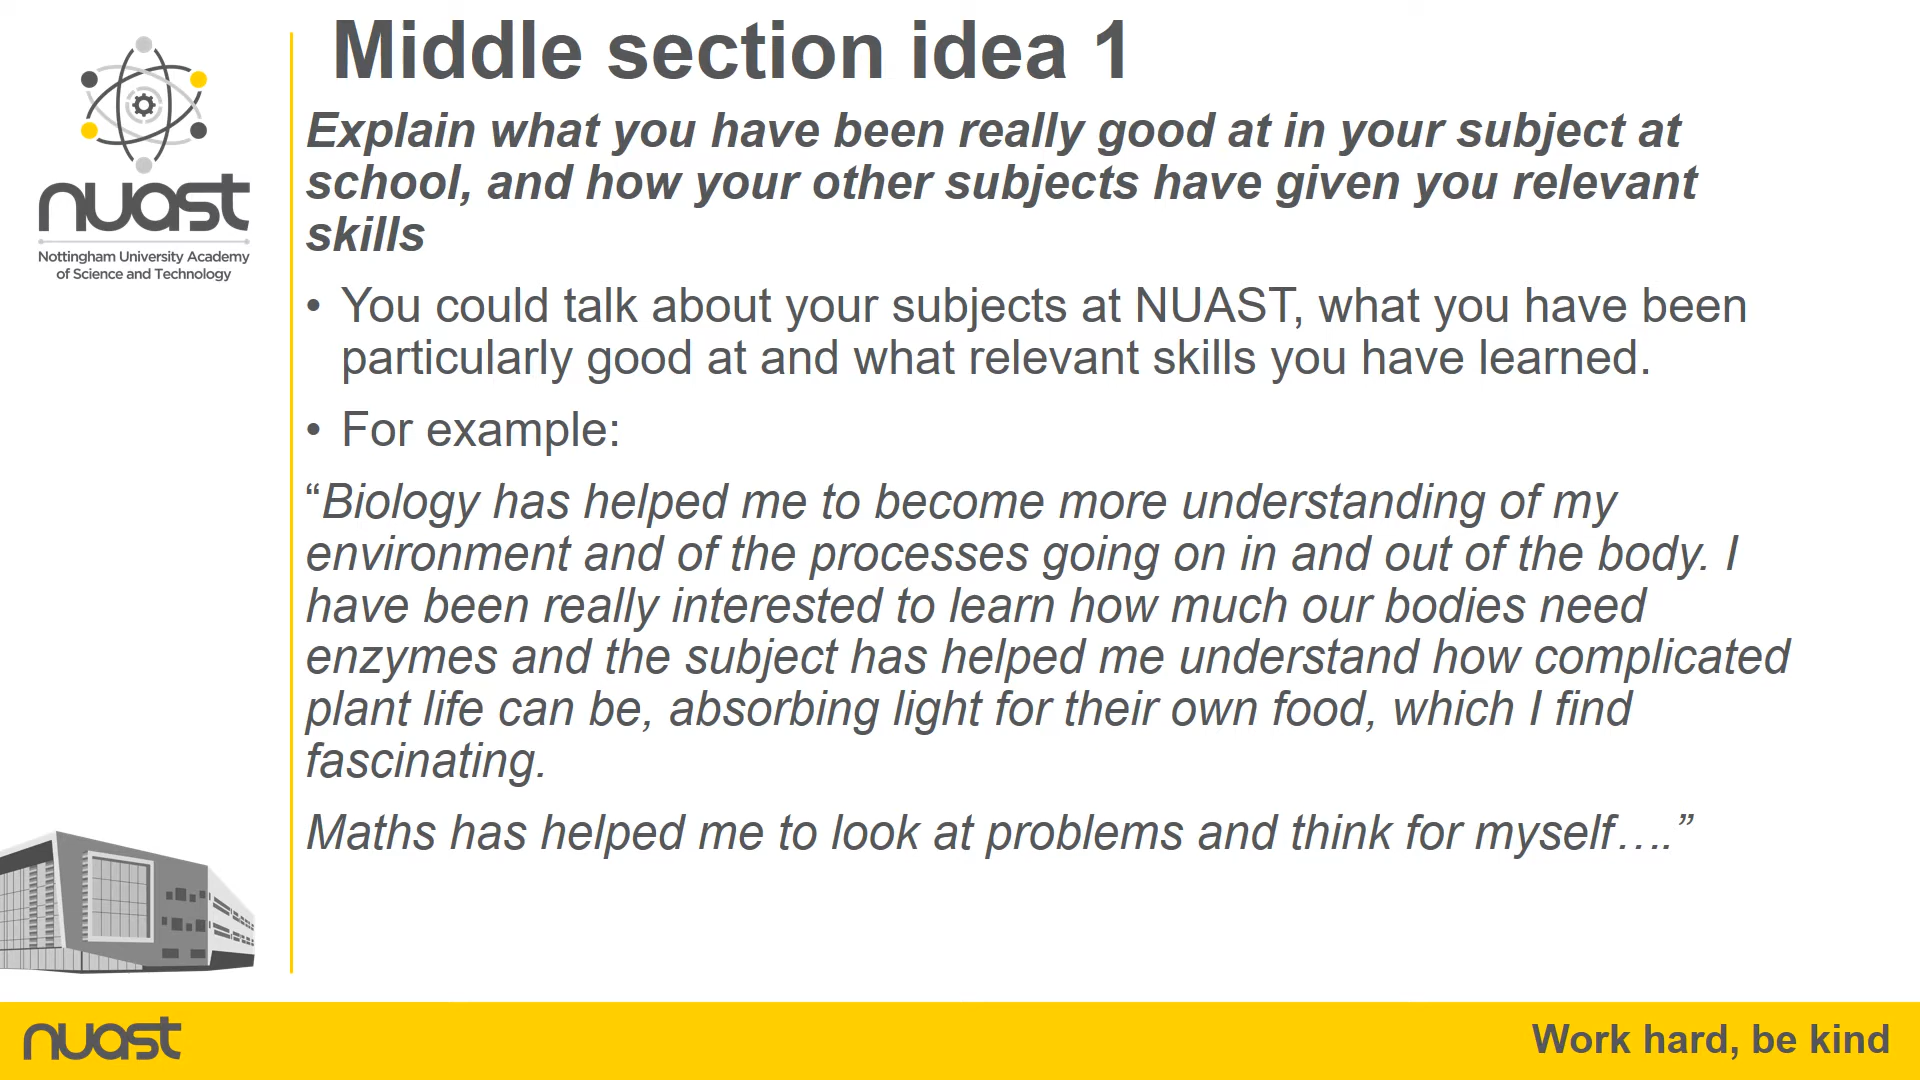 Middle section idea 1
nuast
Nottingham University Academy
of Science and Technology
Explain what you have been really good at in your subject at
school, and how your other subjects have given you relevant
skills
• You could talk about your subjects at NUAST, what you have been
particularly good at and what relevant skills you have learned.
• For example:
“Biology has helped me to become more understanding of my
environment and of the processes going on in and out of the body. I
have been really interested to learn how much our bodies need
enzymes and the subject has helped me understand how complicated
plant life can be, absorbing light for their own food, which I find
fascinating.
Maths has helped me to look at problems and think for myself….”
nuast
Work hard, be kind